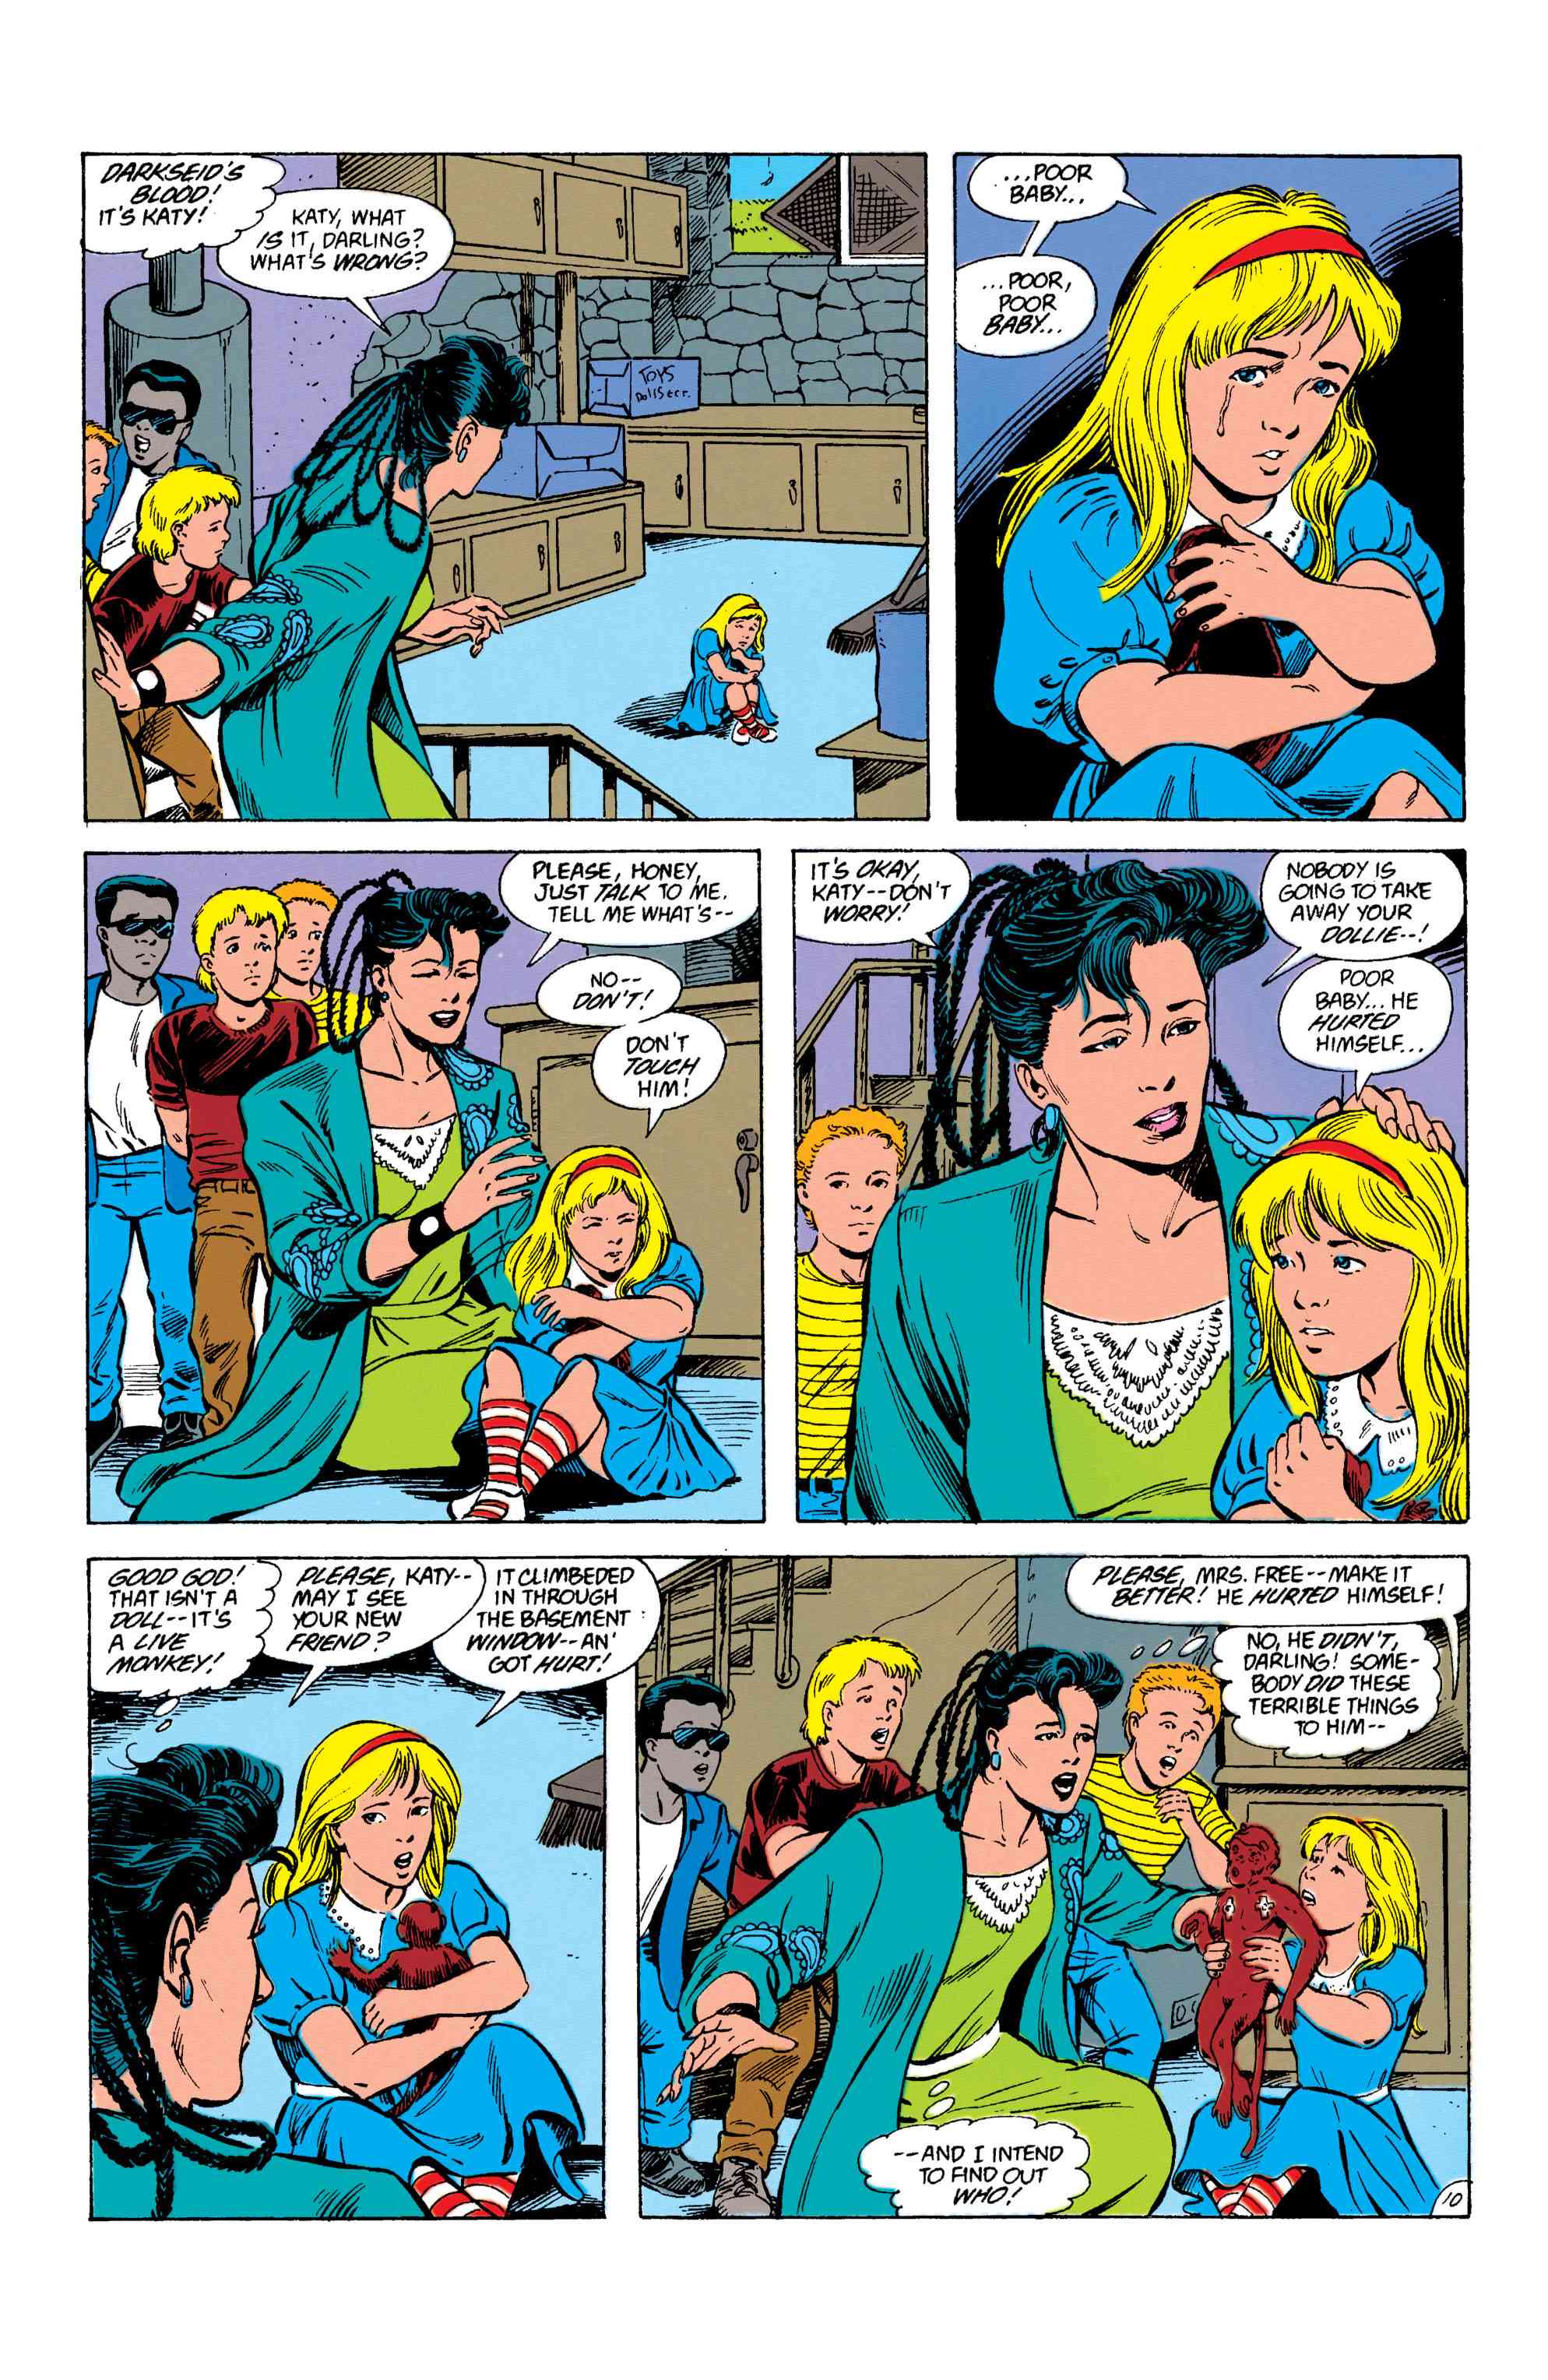 DARKSEID'S
BLOOD!
IT'S KATY!
KATY, WHAT
IS IT, DARLING?
WHAT'S WRONG?
TOYS
DOLLS ECT.
...POOR
BABY...
...POOR,
POOR
BABY...
PLEASE, HONEY,
JUST TALK TO ME.
TELL ME WHAT'S--
NO--
DON'T!
DON'T
TOUCH
HIM!
IT'S OKAY,
KATY--DON'T
WORRY!
NOBODY IS
GOING TO TAKE
AWAY YOUR
DOLLIE--!
POOR
BABY... HE
HURTED
HIMSELF...
GOOD GOD!
THAT ISN'T A
DOLL--IT'S
A LIVE
MONKEY!
PLEASE, KATY--
MAY I SEE
YOUR NEW
FRIEND?
IT CLIMBEDED
IN THROUGH
THE BASEMENT
WINDOW--AN'
GOT HURT!
PLEASE, MRS. FREE--MAKE IT
BETTER! HE HURTED HIMSELF!
NO, HE DIDN'T,
DARLING! SOME-
BODY DID THESE
TERRIBLE THINGS
TO HIM--
--AND I INTEND
TO FIND OUT
WHO!
10